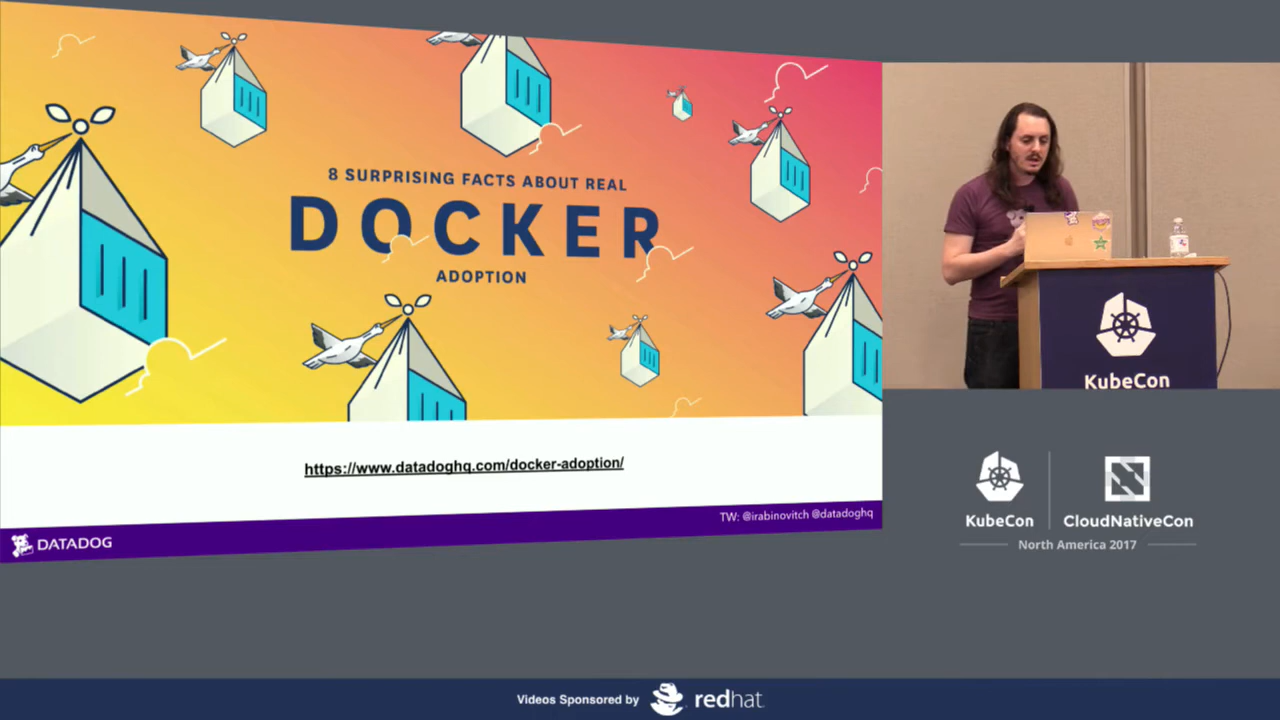 8 SURPRISING FACTS ABOUT REAL
DOCKER
ADOPTION
https://www.datadoghq.com/docker-adoption/
TW: @irabinovitch @datadoghq
DATADOG
KubeCon
KubeCon
CloudNativeCon
North America 2017
Videos Sponsored by
redhat.